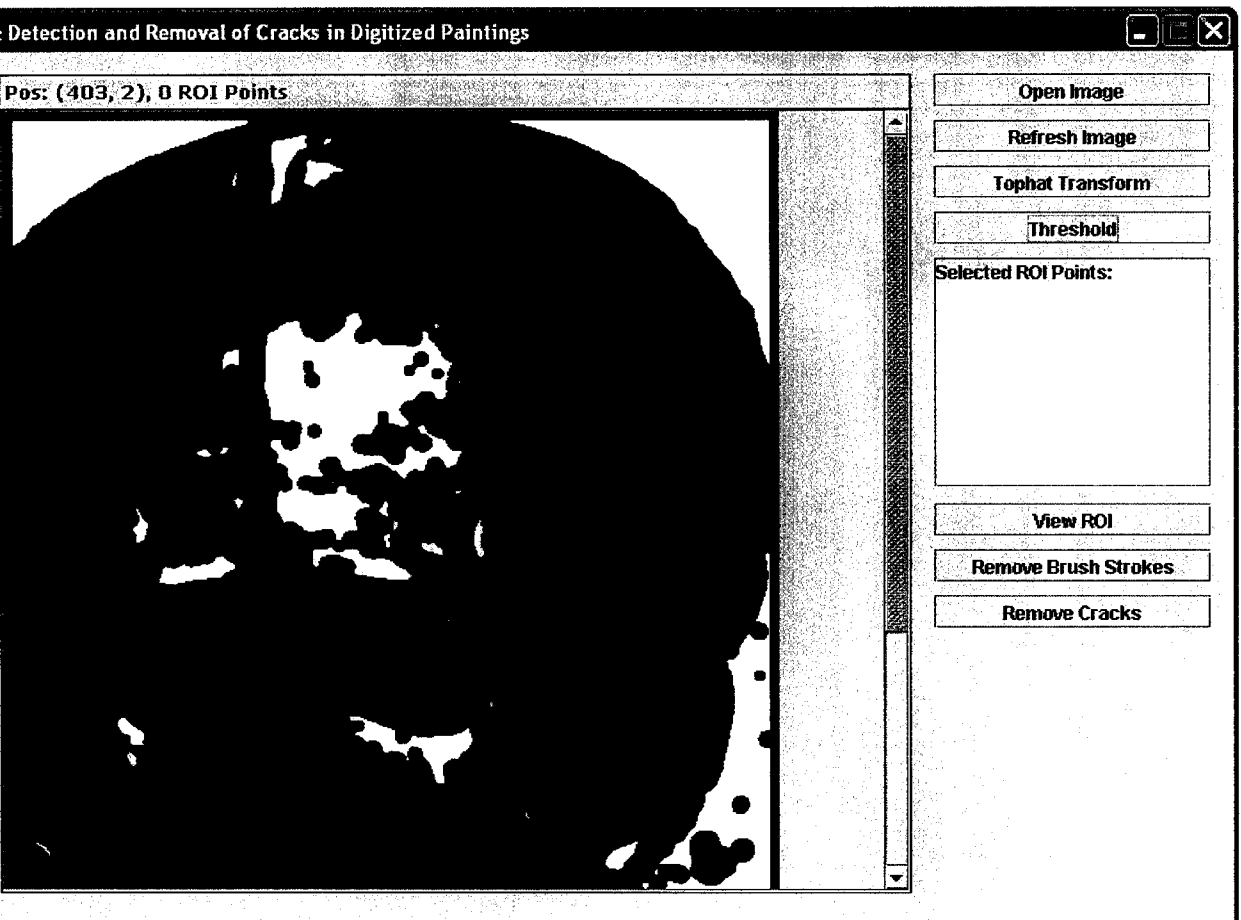 : Detection and Removal of Cracks in Digitized Paintings
Pos: (403, 2), 0 ROI Points
Open Image
Refresh Image
Tophat Transform
Threshold
Selected ROI Points:
View ROI
Remove Brush Strokes
Remove Cracks